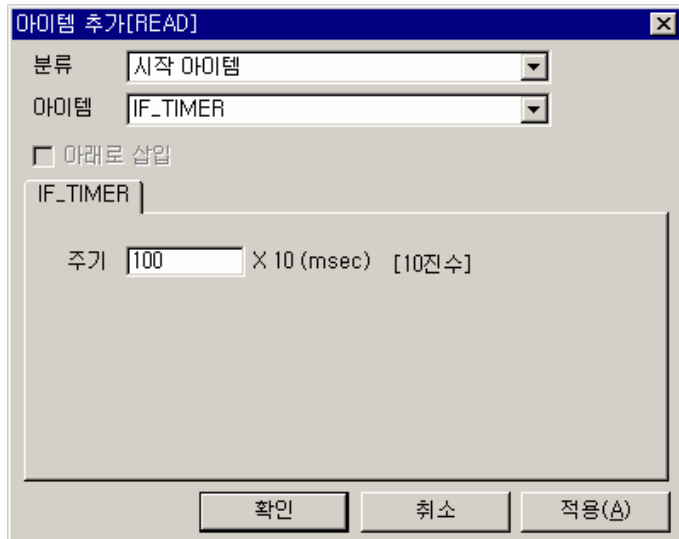 아이템 추가[READ]
분류 시작 아이템
아이템 IF_TIMER
아래로 삽입
IF_TIMER
주기 100 X 10 (msec) [10진수]
확인 취소 적용(A)